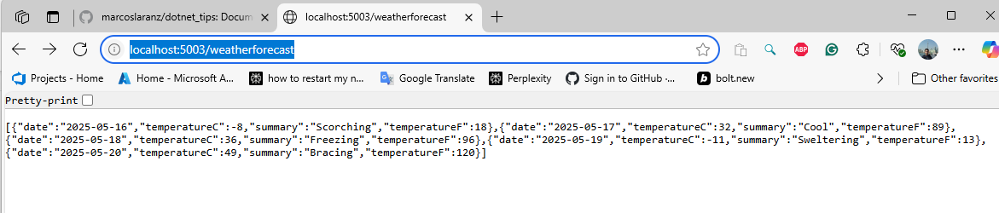 marcoslaranz/dotnet_tips: Docum
localhost:5003/weatherforecast
localhost:5003/weatherforecast
ABP
Projects - Home
Home - Microsoft A...
how to restart my n...
Google Translate
Perplexity
Sign in to GitHub ·...
bolt.new
Other favorites
Pretty-print
[{"date":"2025-05-16","temperatureC":-8,"summary":"Scorching","temperatureF":18},{"date":"2025-05-17","temperatureC":32,"summary":"Cool","temperatureF":89},
{"date":"2025-05-18","temperatureC":36,"summary":"Freezing","temperatureF":96},{"date":"2025-05-19","temperatureC":-11,"summary":"Sweltering","temperatureF":13},
{"date":"2025-05-20","temperatureC":49,"summary":"Bracing","temperatureF":120}]